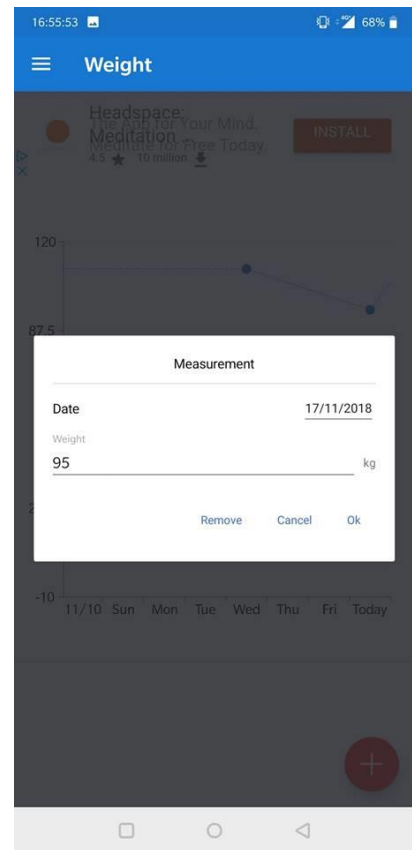 16:55:53 68%
Weight
Headspace:
The App for Your Mind.
Meditation ...
Meditate for Free Today.
4.5 10 million
INSTALL
120
87.5
Measurement
Date 17/11/2018
Weight
95 kg
Remove Cancel Ok
-10
11/10 Sun Mon Tue Wed Thu Fri Today